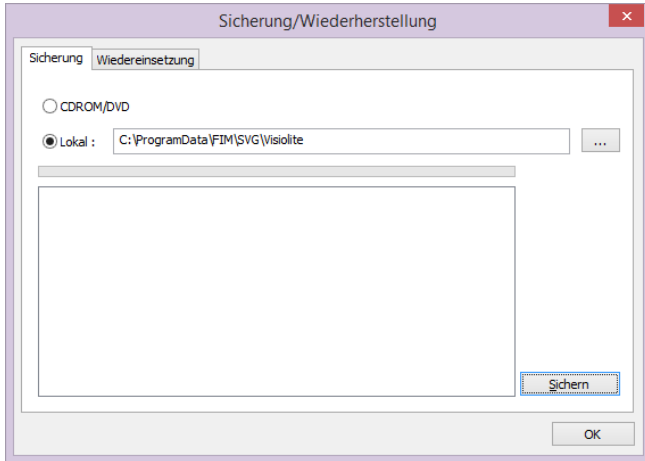 Sicherung/Wiederherstellung
Sicherung Wiedereinsetzung
CDROM/DVD
Lokal : C:\ProgramData\FIM\SVG\Visiolite ...
Sichern
OK